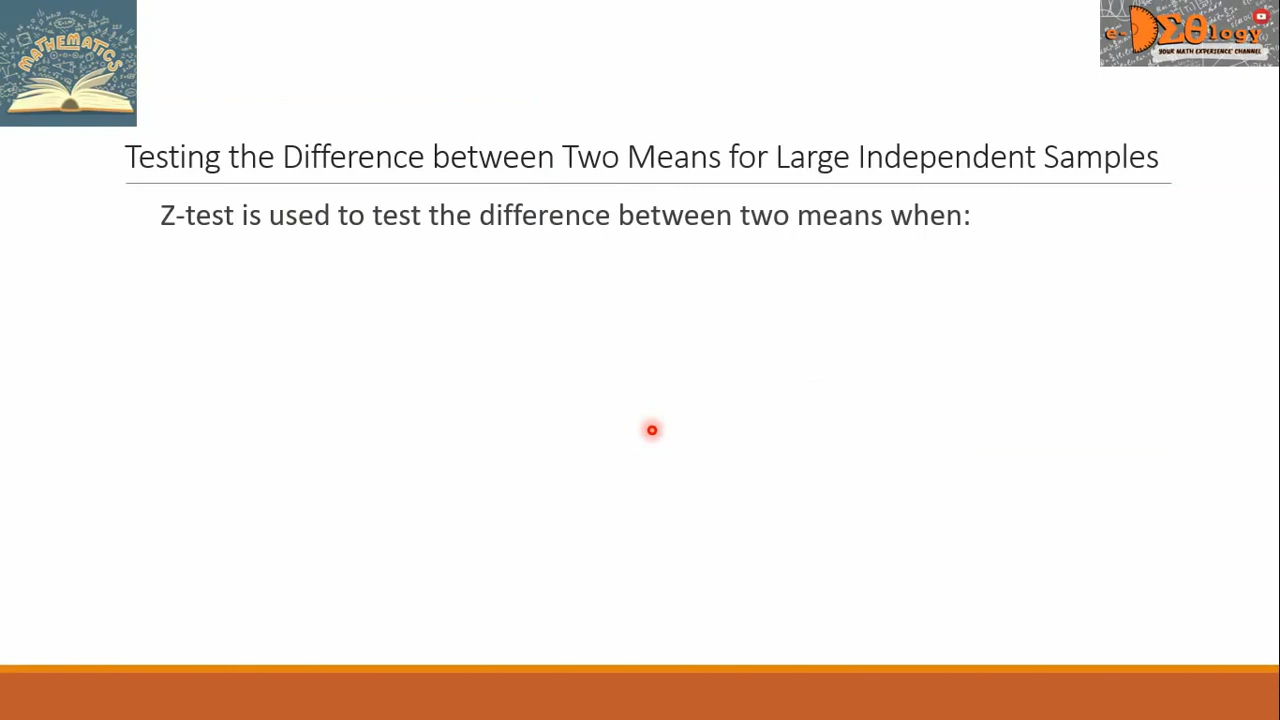 MATHEMATICS
e-DΣθlogy
YOUR MATH EXPERIENCE CHANNEL
Testing the Difference between Two Means for Large Independent Samples
Z-test is used to test the difference between two means when: